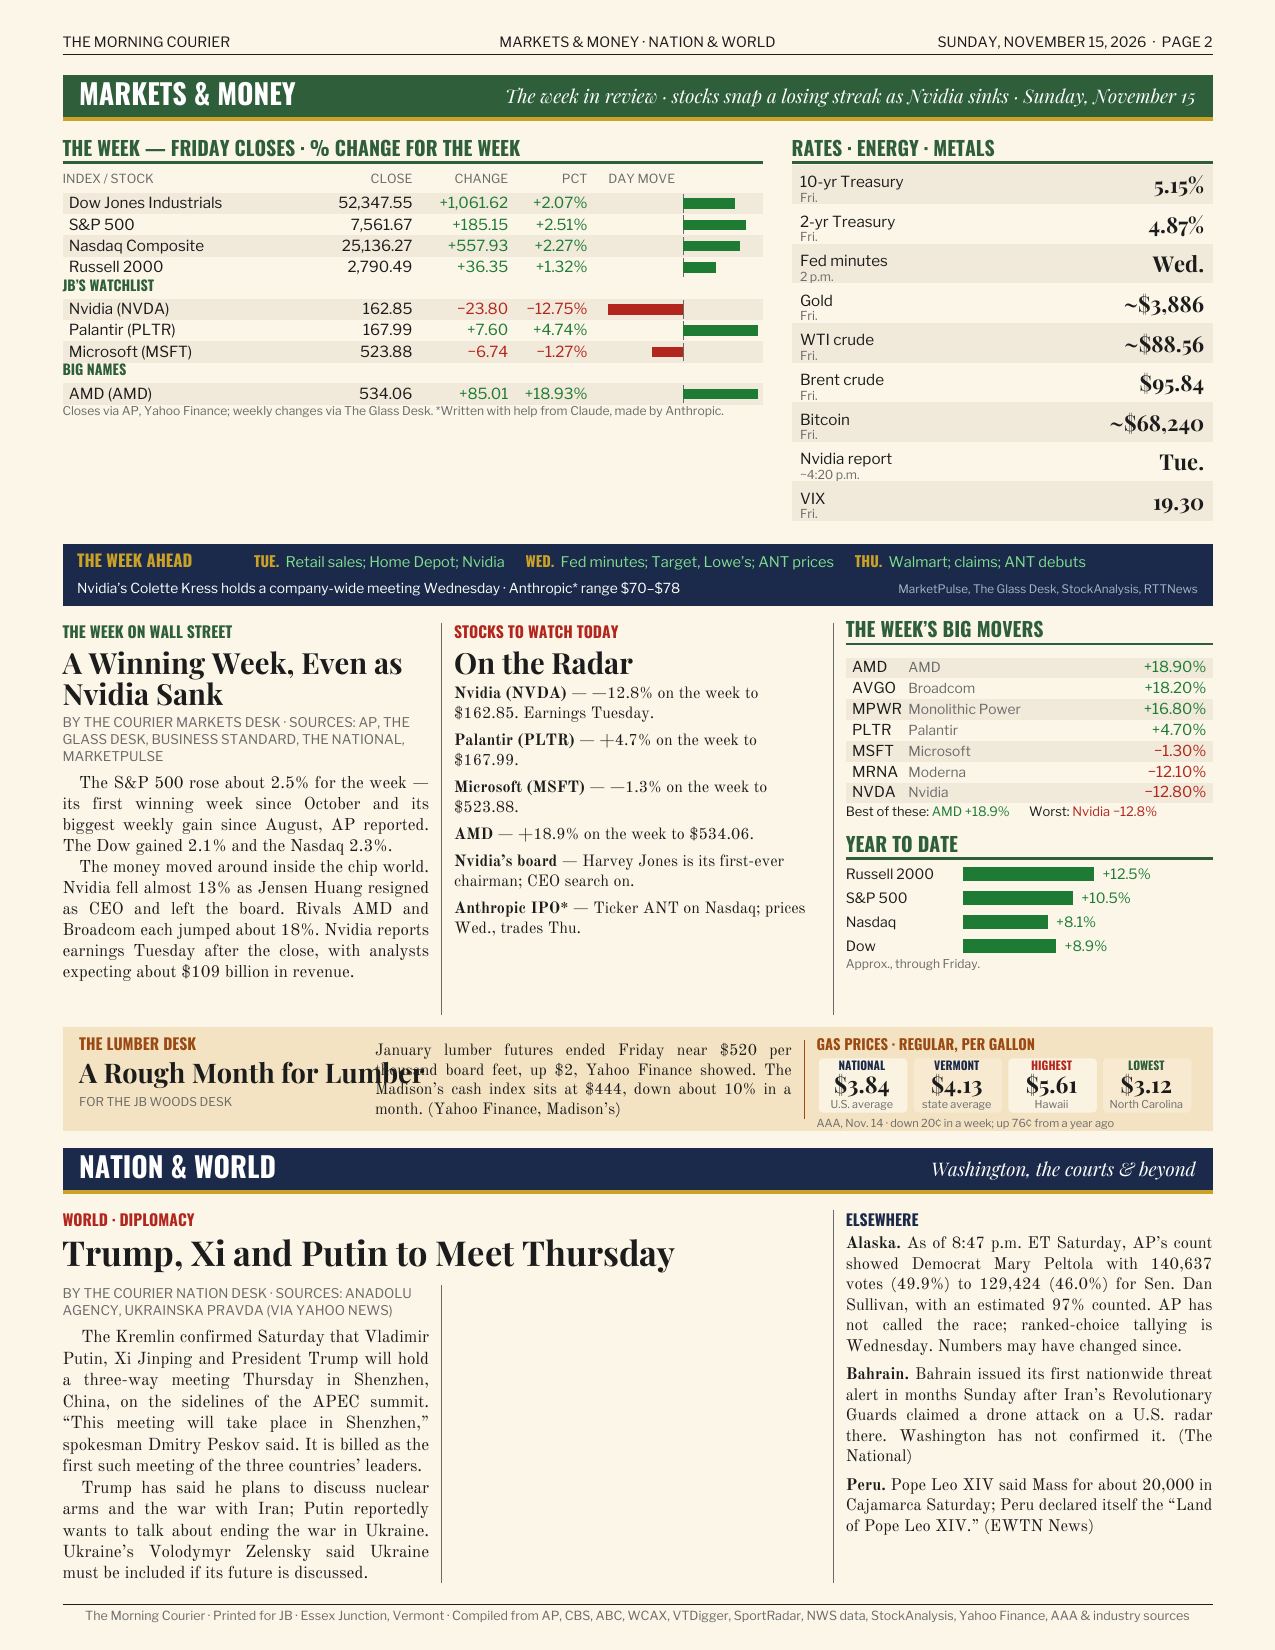 THE MORNING COURIER
MARKETS & MONEY · NATION & WORLD
SUNDAY, NOVEMBER 15, 2026 · PAGE 2
MARKETS & MONEY
The week in review · stocks snap a losing streak as Nvidia sinks · Sunday, November 15
THE WEEK — FRIDAY CLOSES · % CHANGE FOR THE WEEK
INDEX / STOCK CLOSE CHANGE PCT DAY MOVE
Dow Jones Industrials 52,347.55 +1,061.62 +2.07%
S&P 500 7,561.67 +185.15 +2.51%
Nasdaq Composite 25,136.27 +557.93 +2.27%
Russell 2000 2,790.49 +36.35 +1.32%
JB'S WATCHLIST
Nvidia (NVDA) 162.85 −23.80 −12.75%
Palantir (PLTR) 167.99 +7.60 +4.74%
Microsoft (MSFT) 523.88 −6.74 −1.27%
BIG NAMES
AMD (AMD) 534.06 +85.01 +18.93%
Closes via AP, Yahoo Finance; weekly changes via The Glass Desk. *Written with help from Claude, made by Anthropic.
RATES · ENERGY · METALS
10-yr Treasury 5.15%
Fri.
2-yr Treasury 4.87%
Fri.
Fed minutes Wed.
2 p.m.
Gold ~$3,886
Fri.
WTI crude ~$88.56
Fri.
Brent crude $95.84
Fri.
Bitcoin ~$68,240
Fri.
Nvidia report Tue.
~4:20 p.m.
VIX 19.30
Fri.
THE WEEK AHEAD TUE. Retail sales; Home Depot; Nvidia WED. Fed minutes; Target, Lowe's; ANT prices THU. Walmart; claims; ANT debuts
Nvidia's Colette Kress holds a company-wide meeting Wednesday · Anthropic* range $70–$78
MarketPulse, The Glass Desk, StockAnalysis, RTTNews
THE WEEK ON WALL STREET
A Winning Week, Even as
Nvidia Sank
BY THE COURIER MARKETS DESK · SOURCES: AP, THE
GLASS DESK, BUSINESS STANDARD, THE NATIONAL,
MARKETPULSE
The S&P 500 rose about 2.5% for the week —
its first winning week since October and its
biggest weekly gain since August, AP reported.
The Dow gained 2.1% and the Nasdaq 2.3%.
The money moved around inside the chip world.
Nvidia fell almost 13% as Jensen Huang resigned
as CEO and left the board. Rivals AMD and
Broadcom each jumped about 18%. Nvidia reports
earnings Tuesday after the close, with analysts
expecting about $109 billion in revenue.
STOCKS TO WATCH TODAY
On the Radar
Nvidia (NVDA) — —12.8% on the week to
$162.85. Earnings Tuesday.
Palantir (PLTR) — +4.7% on the week to
$167.99.
Microsoft (MSFT) — —1.3% on the week to
$523.88.
AMD — +18.9% on the week to $534.06.
Nvidia's board — Harvey Jones is its first-ever
chairman; CEO search on.
Anthropic IPO* — Ticker ANT on Nasdaq; prices
Wed., trades Thu.
THE WEEK'S BIG MOVERS
AMD AMD +18.90%
AVGO Broadcom +18.20%
MPWR Monolithic Power +16.80%
PLTR Palantir +4.70%
MSFT Microsoft −1.30%
MRNA Moderna −12.10%
NVDA Nvidia −12.80%
Best of these: AMD +18.9% Worst: Nvidia −12.8%
YEAR TO DATE
Russell 2000 +12.5%
S&P 500 +10.5%
Nasdaq +8.1%
Dow +8.9%
Approx., through Friday.
THE LUMBER DESK
A Rough Month for Lumber
FOR THE JB WOODS DESK
January lumber futures ended Friday near $520 per
thousand board feet, up $2, Yahoo Finance showed. The
Madison's cash index sits at $444, down about 10% in a
month. (Yahoo Finance, Madison's)
GAS PRICES · REGULAR, PER GALLON
NATIONAL VERMONT HIGHEST LOWEST
$3.84 $4.13 $5.61 $3.12
U.S. average state average Hawaii North Carolina
AAA, Nov. 14 · down 20¢ in a week; up 76¢ from a year ago
NATION & WORLD
Washington, the courts & beyond
WORLD · DIPLOMACY
Trump, Xi and Putin to Meet Thursday
BY THE COURIER NATION DESK · SOURCES: ANADOLU
AGENCY, UKRAINSKA PRAVDA (VIA YAHOO NEWS)
The Kremlin confirmed Saturday that Vladimir
Putin, Xi Jinping and President Trump will hold
a three-way meeting Thursday in Shenzhen,
China, on the sidelines of the APEC summit.
“This meeting will take place in Shenzhen,”
spokesman Dmitry Peskov said. It is billed as the
first such meeting of the three countries' leaders.
Trump has said he plans to discuss nuclear
arms and the war with Iran; Putin reportedly
wants to talk about ending the war in Ukraine.
Ukraine's Volodymyr Zelensky said Ukraine
must be included if its future is discussed.
ELSEWHERE
Alaska. As of 8:47 p.m. ET Saturday, AP's count
showed Democrat Mary Peltola with 140,637
votes (49.9%) to 129,424 (46.0%) for Sen. Dan
Sullivan, with an estimated 97% counted. AP has
not called the race; ranked-choice tallying is
Wednesday. Numbers may have changed since.
Bahrain. Bahrain issued its first nationwide threat
alert in months Sunday after Iran's Revolutionary
Guards claimed a drone attack on a U.S. radar
there. Washington has not confirmed it. (The
National)
Peru. Pope Leo XIV said Mass for about 20,000 in
Cajamarca Saturday; Peru declared itself the “Land
of Pope Leo XIV.” (EWTN News)
The Morning Courier · Printed for JB · Essex Junction, Vermont · Compiled from AP, CBS, ABC, WCAX, VTDigger, SportRadar, NWS data, StockAnalysis, Yahoo Finance, AAA & industry sources